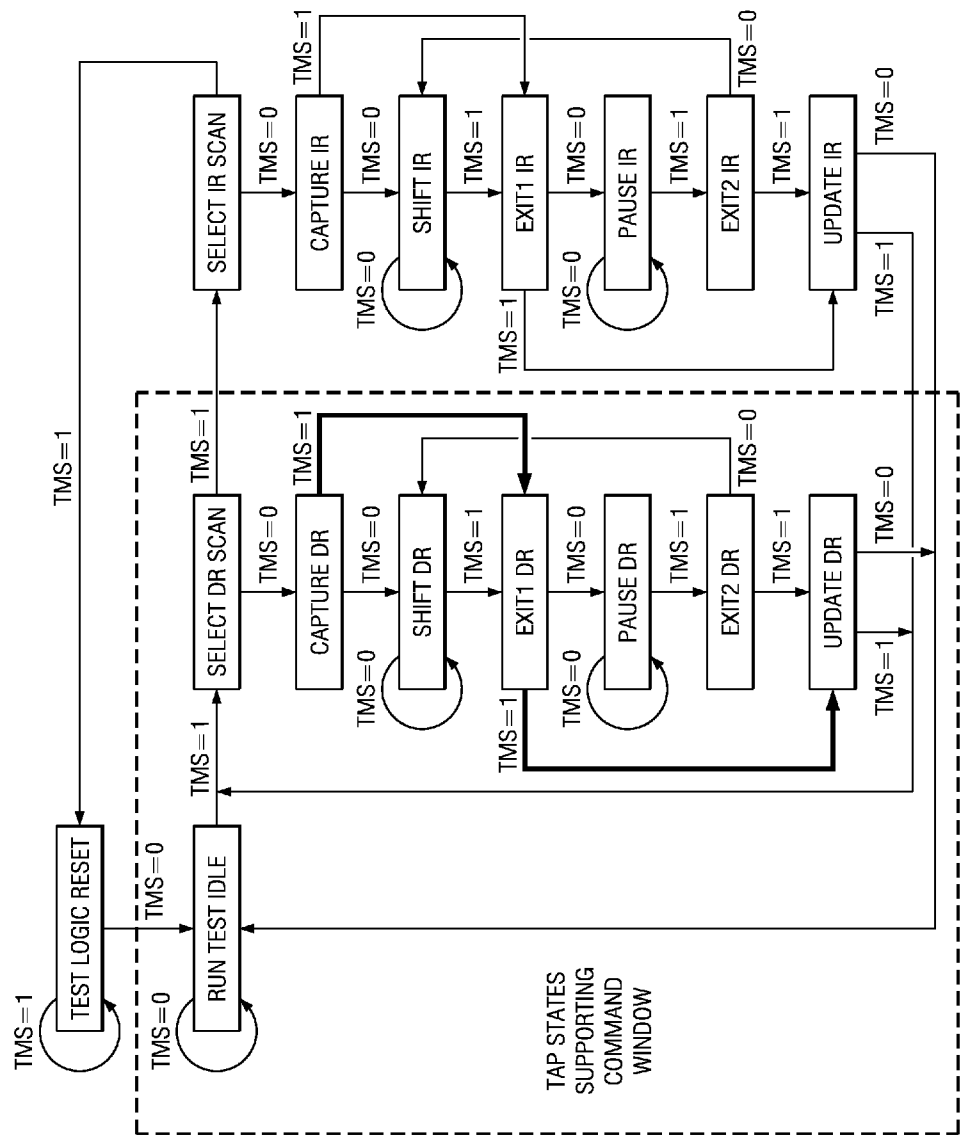 TMS=1
TMS=1
TEST LOGIC RESET
TMS=0
TMS=0
TMS=1
TMS=1
RUN TEST IDLE
SELECT DR SCAN
SELECT IR SCAN
TMS=0
TMS=0
TMS=1
TMS=1
CAPTURE DR
CAPTURE IR
TMS=0
TMS=0
TMS=0
TMS=0
SHIFT DR
SHIFT IR
TMS=1
TMS=1
TMS=1
TMS=1
EXIT1 DR
EXIT1 IR
TAP STATES
SUPPORTING
COMMAND
WINDOW
TMS=0
TMS=0
TMS=0
TMS=0
PAUSE DR
PAUSE IR
TMS=1
TMS=1
EXIT2 DR
EXIT2 IR
TMS=0
TMS=0
TMS=1
TMS=1
UPDATE DR
UPDATE IR
TMS=1
TMS=0
TMS=1
TMS=0